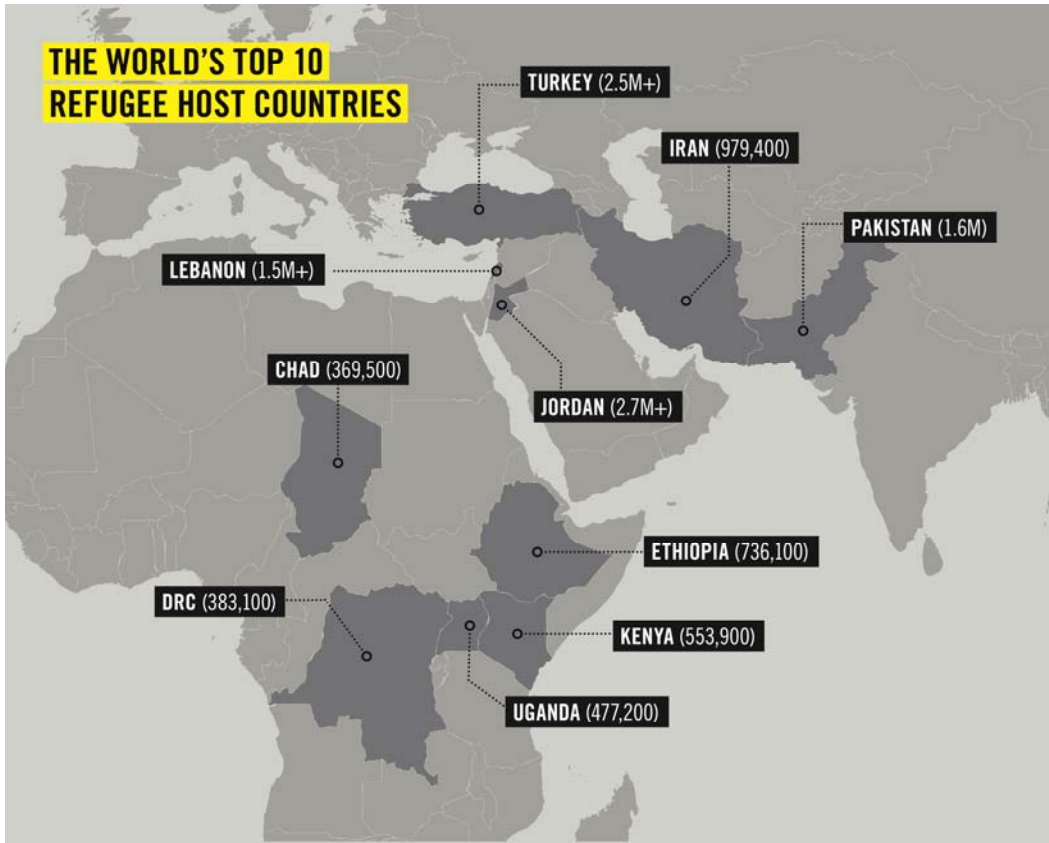 THE WORLD'S TOP 10
REFUGEE HOST COUNTRIES
TURKEY (2.5M+)
IRAN (979,400)
PAKISTAN (1.6M)
LEBANON (1.5M+)
CHAD (369,500)
JORDAN (2.7M+)
ETHIOPIA (736,100)
DRC (383,100)
KENYA (553,900)
UGANDA (477,200)